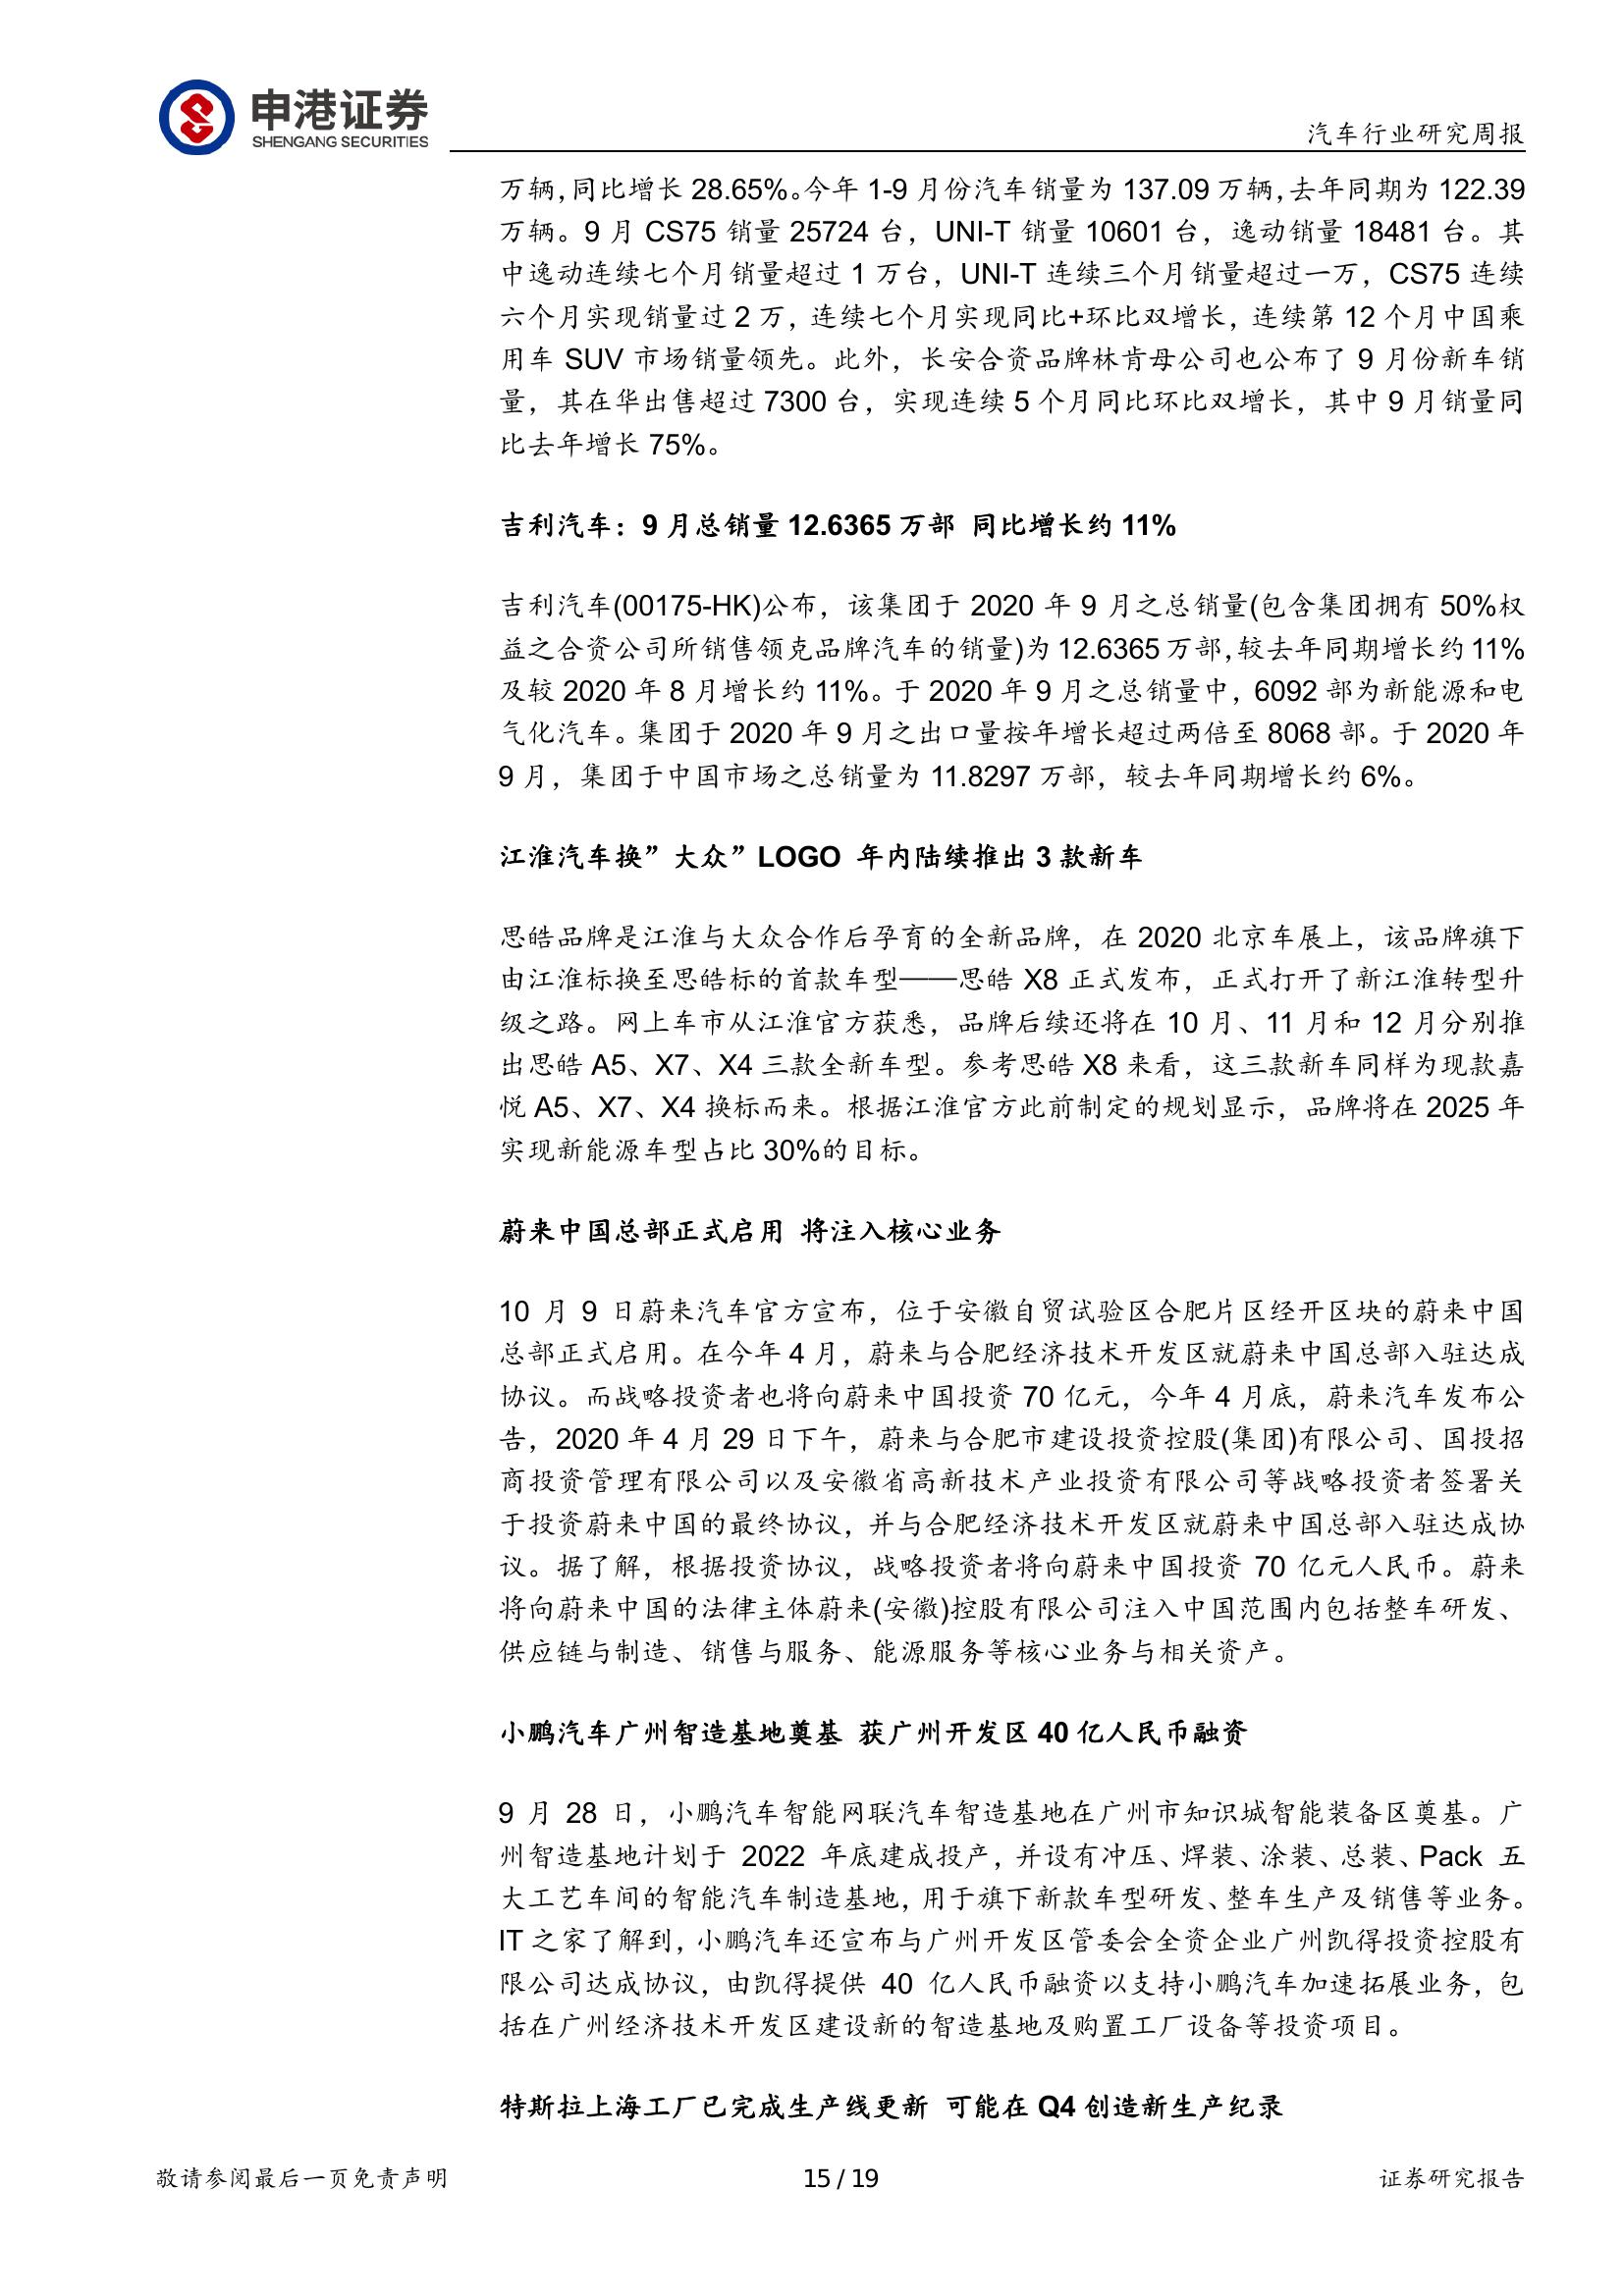 申港证券
SHENGANG SECURITIES
汽车行业研究周报
万辆,同比增长 28.65%。今年 1-9 月份汽车销量为 137.09 万辆,去年同期为 122.39
万辆。9 月 CS75 销量 25724 台，UNI-T 销量 10601 台，逸动销量 18481 台。其
中逸动连续七个月销量超过 1 万台，UNI-T 连续三个月销量超过一万，CS75 连续
六个月实现销量过 2 万，连续七个月实现同比+环比双增长，连续第 12 个月中国乘
用车 SUV 市场销量领先。此外，长安合资品牌林肯母公司也公布了 9 月份新车销
量，其在华出售超过 7300 台，实现连续 5 个月同比环比双增长，其中 9 月销量同
比去年增长 75%。
吉利汽车：9 月总销量 12.6365 万部 同比增长约 11%
吉利汽车(00175-HK)公布，该集团于 2020 年 9 月之总销量(包含集团拥有 50%权
益之合资公司所销售领克品牌汽车的销量)为 12.6365 万部,较去年同期增长约 11%
及较 2020 年 8 月增长约 11%。于 2020 年 9 月之总销量中，6092 部为新能源和电
气化汽车。集团于 2020 年 9 月之出口量按年增长超过两倍至 8068 部。于 2020 年
9 月，集团于中国市场之总销量为 11.8297 万部，较去年同期增长约 6%。
江淮汽车换”大众”LOGO 年内陆续推出 3 款新车
思皓品牌是江淮与大众合作后孕育的全新品牌，在 2020 北京车展上，该品牌旗下
由江淮标换至思皓标的首款车型——思皓 X8 正式发布，正式打开了新江淮转型升
级之路。网上车市从江淮官方获悉，品牌后续还将在 10 月、11 月和 12 月分别推
出思皓 A5、X7、X4 三款全新车型。参考思皓 X8 来看，这三款新车同样为现款嘉
悦 A5、X7、X4 换标而来。根据江淮官方此前制定的规划显示，品牌将在 2025 年
实现新能源车型占比 30%的目标。
蔚来中国总部正式启用 将注入核心业务
10 月 9 日蔚来汽车官方宣布，位于安徽自贸试验区合肥片区经开区块的蔚来中国
总部正式启用。在今年 4 月，蔚来与合肥经济技术开发区就蔚来中国总部入驻达成
协议。而战略投资者也将向蔚来中国投资 70 亿元，今年 4 月底，蔚来汽车发布公
告，2020 年 4 月 29 日下午，蔚来与合肥市建设投资控股(集团)有限公司、国投招
商投资管理有限公司以及安徽省高新技术产业投资有限公司等战略投资者签署关
于投资蔚来中国的最终协议，并与合肥经济技术开发区就蔚来中国总部入驻达成协
议。据了解，根据投资协议，战略投资者将向蔚来中国投资 70 亿元人民币。蔚来
将向蔚来中国的法律主体蔚来(安徽)控股有限公司注入中国范围内包括整车研发、
供应链与制造、销售与服务、能源服务等核心业务与相关资产。
小鹏汽车广州智造基地奠基 获广州开发区 40 亿人民币融资
9 月 28 日，小鹏汽车智能网联汽车智造基地在广州市知识城智能装备区奠基。广
州智造基地计划于 2022 年底建成投产，并设有冲压、焊装、涂装、总装、Pack 五
大工艺车间的智能汽车制造基地，用于旗下新款车型研发、整车生产及销售等业务。
IT 之家了解到，小鹏汽车还宣布与广州开发区管委会全资企业广州凯得投资控股有
限公司达成协议，由凯得提供 40 亿人民币融资以支持小鹏汽车加速拓展业务，包
括在广州经济技术开发区建设新的智造基地及购置工厂设备等投资项目。
特斯拉上海工厂已完成生产线更新 可能在 Q4 创造新生产纪录
敬请参阅最后一页免责声明
15 / 19
证券研究报告